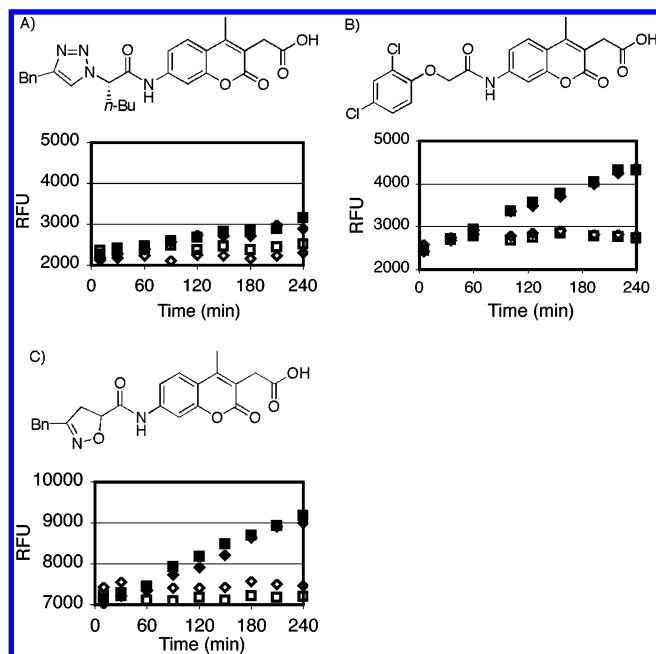 A)
N=N
Bn
N
O
N
H
n-Bu
O
O
O
OH
RFU
5000
4000
3000
2000
0 60 120 180 240
Time (min)
B)
Cl
Cl
O
O
N
H
O
O
O
OH
RFU
5000
4000
3000
2000
0 60 120 180 240
Time (min)
C)
Bn
N
O
O
N
H
O
O
O
OH
RFU
10000
9000
8000
7000
0 60 120 180 240
Time (min)